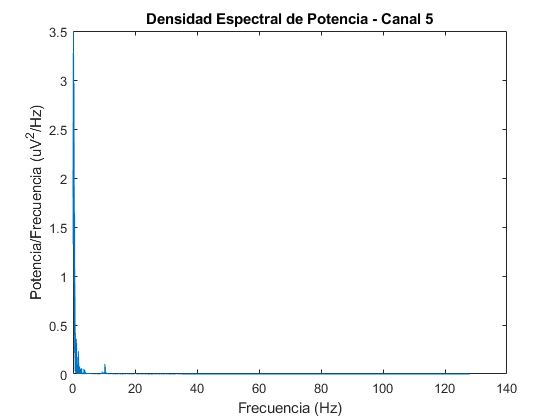 Densidad Espectral de Potencia - Canal 5
Potencia/Frecuencia (uV²/Hz)
3.5
3
2.5
2
1.5
1
0.5
0
0 20 40 60 80 100 120 140
Frecuencia (Hz)